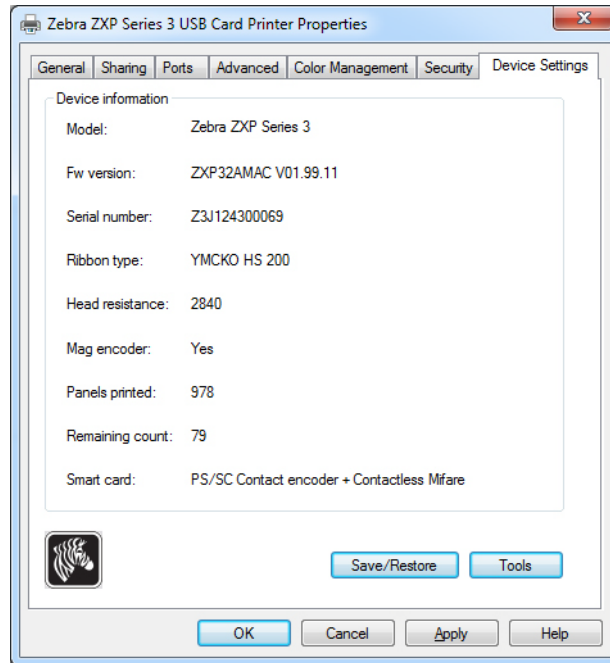 Zebra ZXP Series 3 USB Card Printer Properties
General Sharing Ports Advanced Color Management Security Device Settings
Device information
Model: Zebra ZXP Series 3
Fw version: ZXP32AMAC V01.99.11
Serial number: Z3J124300069
Ribbon type: YMCKO HS 200
Head resistance: 2840
Mag encoder: Yes
Panels printed: 978
Remaining count: 79
Smart card: PS/SC Contact encoder + Contactless Mifare
Save/Restore Tools
OK Cancel Apply Help